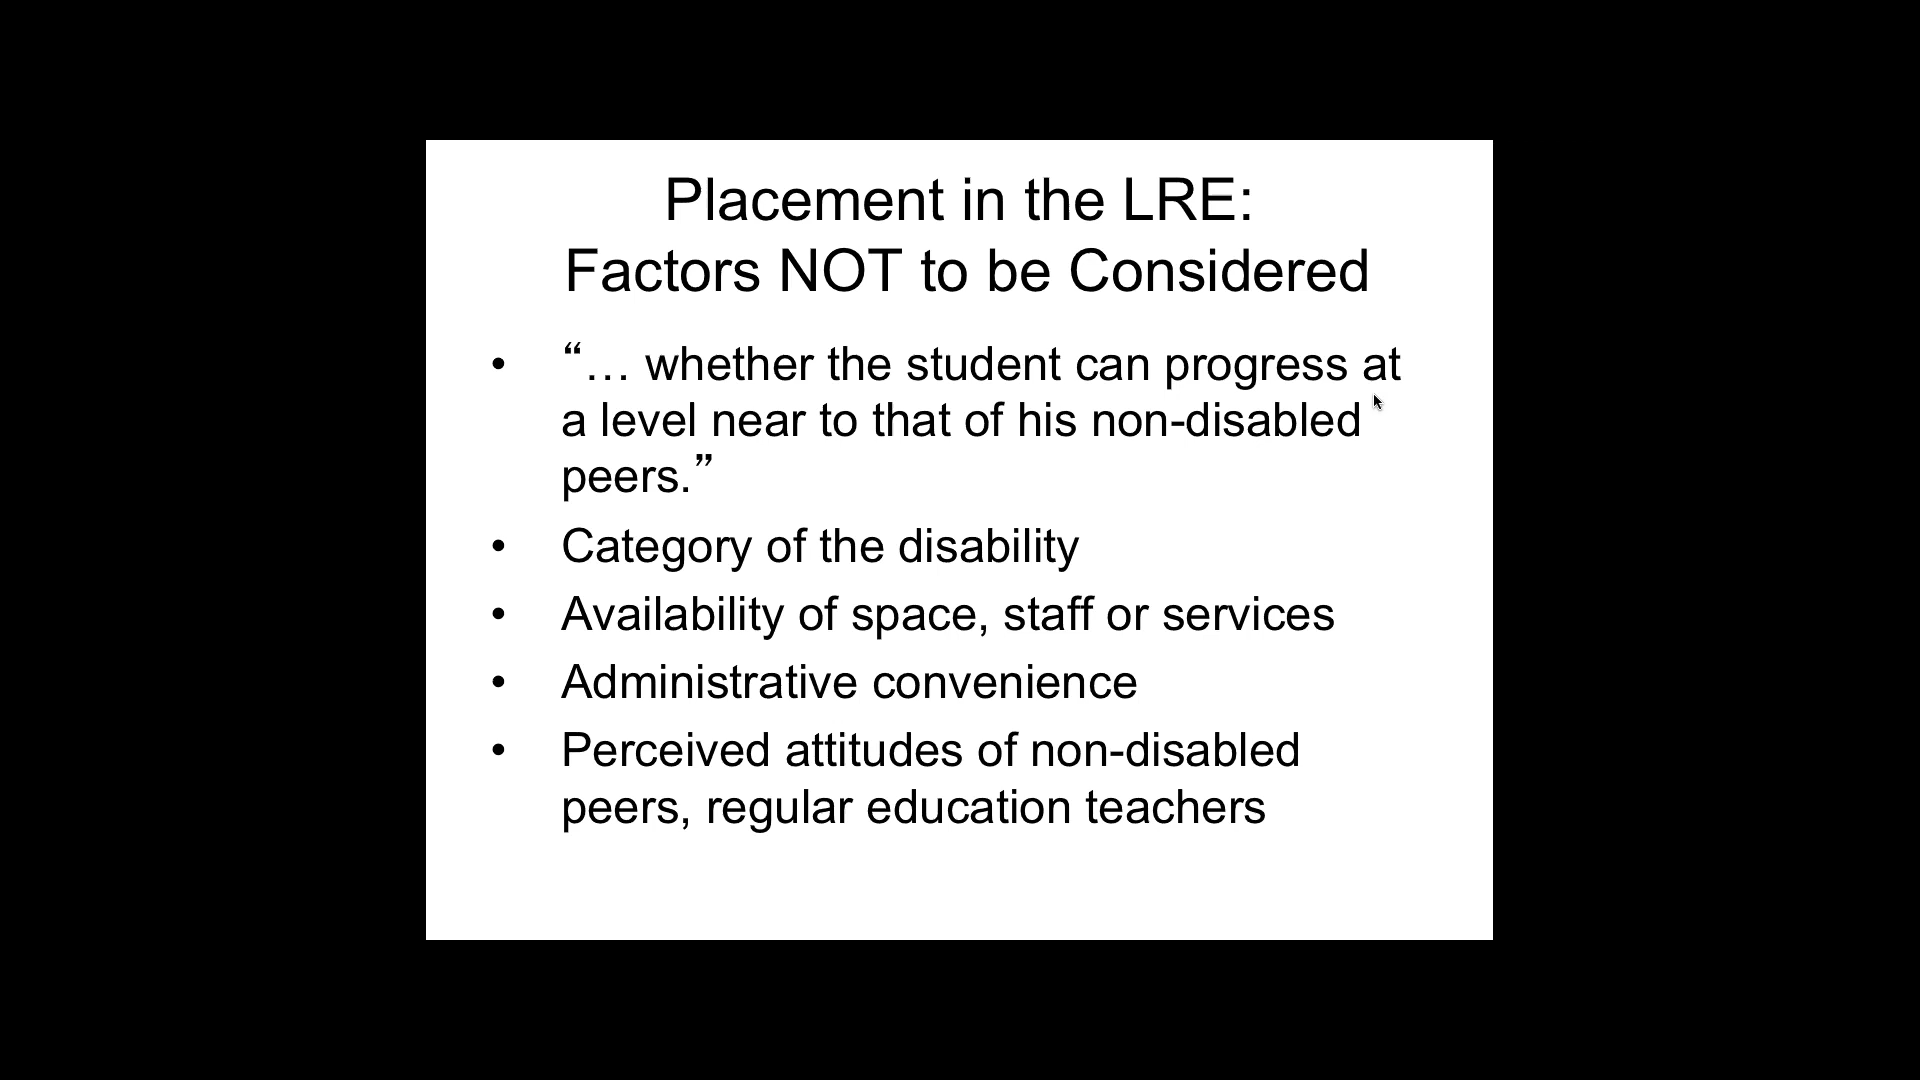 Placement in the LRE:
Factors NOT to be Considered
• “… whether the student can progress at
a level near to that of his non-disabled
peers.”
• Category of the disability
• Availability of space, staff or services
• Administrative convenience
• Perceived attitudes of non-disabled
peers, regular education teachers